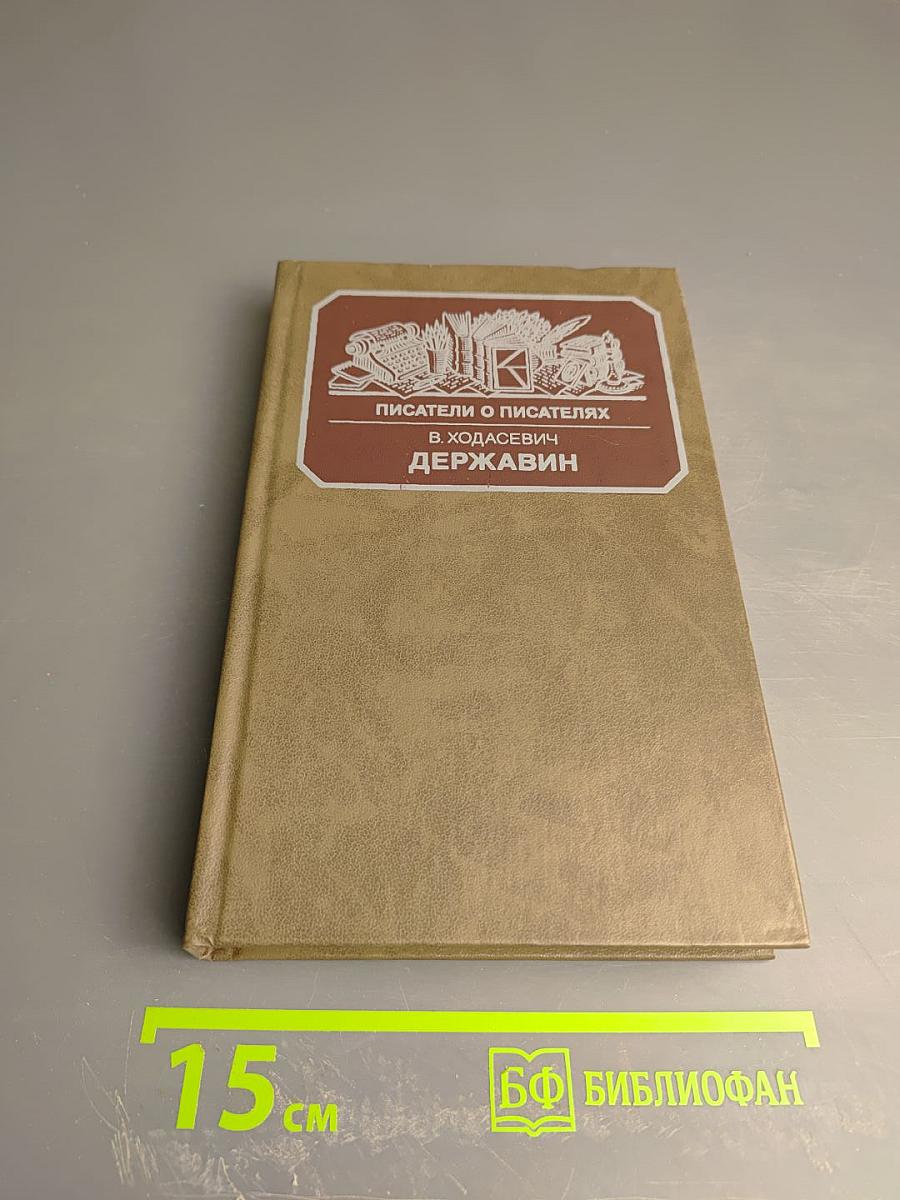 ПИСАТЕЛИ О ПИСАТЕЛЯХ
В. ХОДАСЕВИЧ
ДЕРЖАВИН
15 см
БФ БИБЛИОФАН